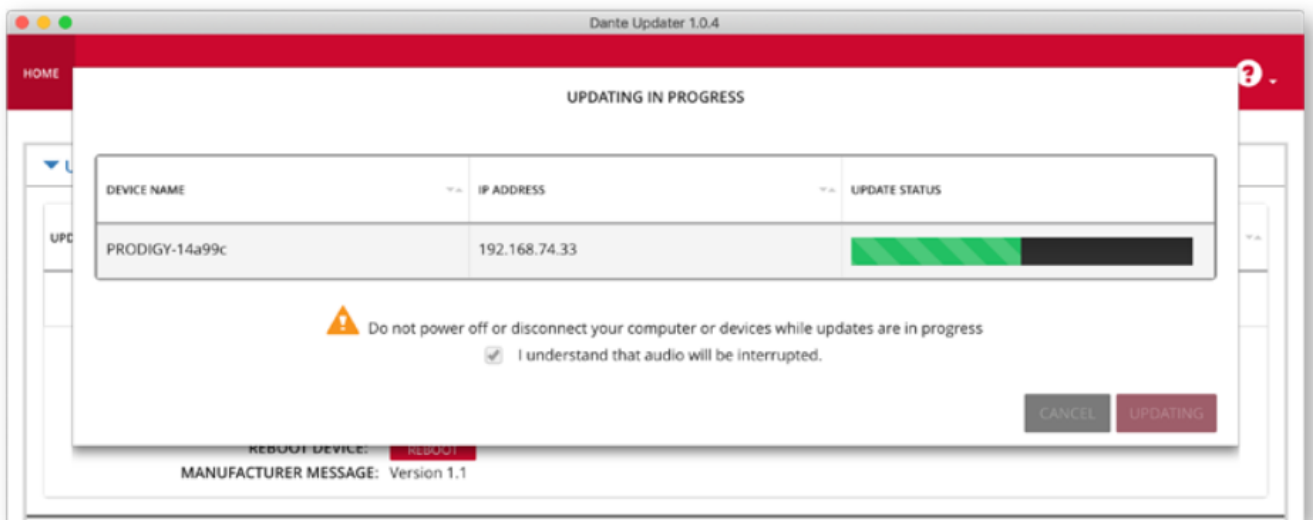 Dante Updater 1.0.4
HOME
?
UPDATING IN PROGRESS
U
DEVICE NAME IP ADDRESS UPDATE STATUS
UPD
PRODIGY-14a99c 192.168.74.33
Do not power off or disconnect your computer or devices while updates are in progress
I understand that audio will be interrupted.
CANCEL UPDATING
REBOOT DEVICE: REBOOT
MANUFACTURER MESSAGE: Version 1.1